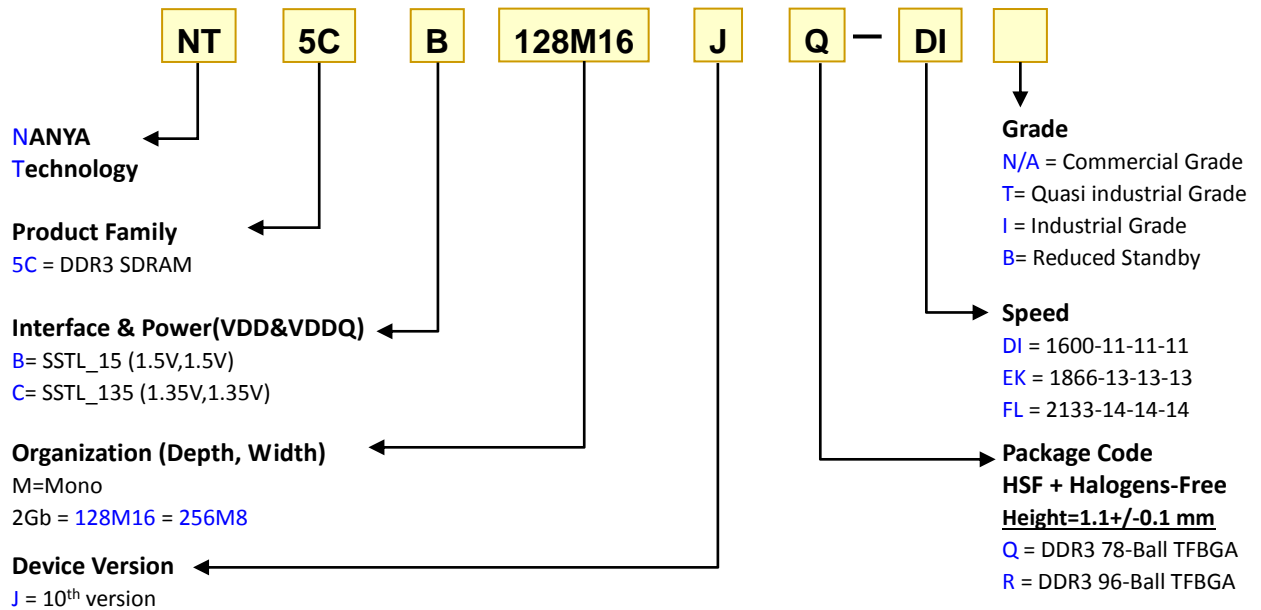 NT 5C B 128M16 J Q – DI
NANYA
Technology
Product Family
5C = DDR3 SDRAM
Interface & Power(VDD&VDDQ)
B= SSTL_15 (1.5V,1.5V)
C= SSTL_135 (1.35V,1.35V)
Organization (Depth, Width)
M=Mono
2Gb = 128M16 = 256M8
Device Version
J = 10th version
Grade
N/A = Commercial Grade
T= Quasi industrial Grade
I = Industrial Grade
B= Reduced Standby
Speed
DI = 1600-11-11-11
EK = 1866-13-13-13
FL = 2133-14-14-14
Package Code
HSF + Halogens-Free
Height=1.1+/-0.1 mm
Q = DDR3 78-Ball TFBGA
R = DDR3 96-Ball TFBGA